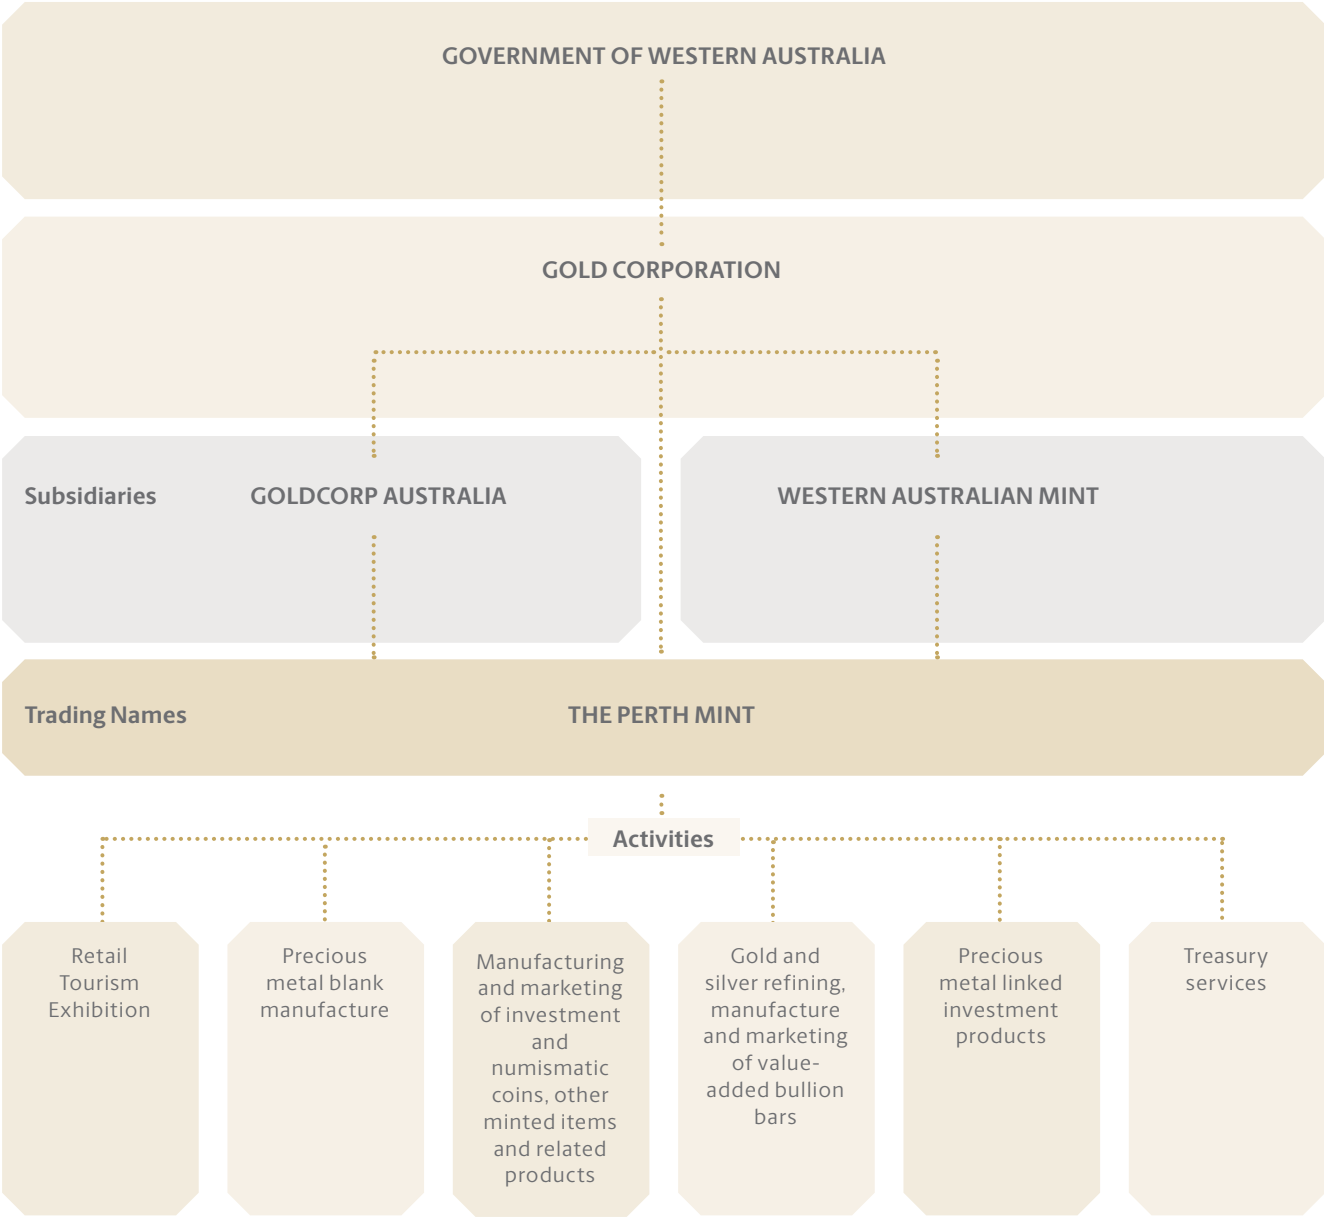 GOVERNMENT OF WESTERN AUSTRALIA
GOLD CORPORATION
Subsidiaries
GOLDCORP AUSTRALIA
WESTERN AUSTRALIAN MINT
Trading Names
THE PERTH MINT
Activities
Retail
Tourism
Exhibition
Precious
metal blank
manufacture
Manufacturing
and marketing
of investment
and
numismatic
coins, other
minted items
and related
products
Gold and
silver refining,
manufacture
and marketing
of value-
added bullion
bars
Precious
metal linked
investment
products
Treasury
services